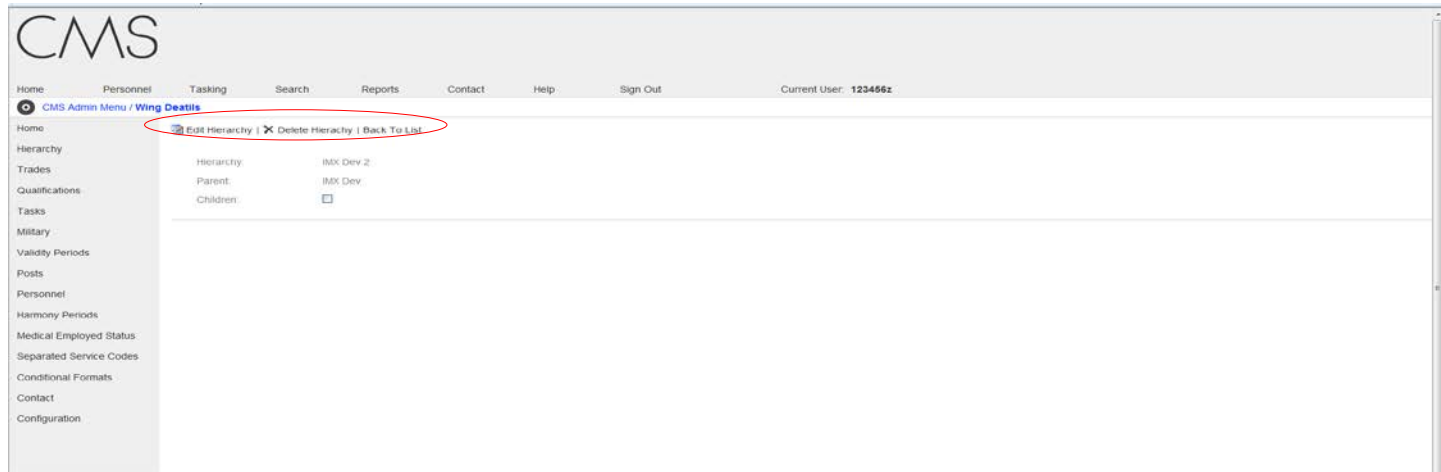 CMS
Home Personnel Tasking Search Reports Contact Help Sign Out Current User: 123456z
CMS Admin Menu / Wing Deatils
Home
Edit Hierarchy | Delete Hierachy | Back To List
Hierarchy
Hierarchy: IMX Dev 2
Trades
Parent: IMX Dev
Qualifications
Children:
Tasks
Military
Validity Periods
Posts
Personnel
Harmony Periods
Medical Employed Status
Separated Service Codes
Conditional Formats
Contact
Configuration